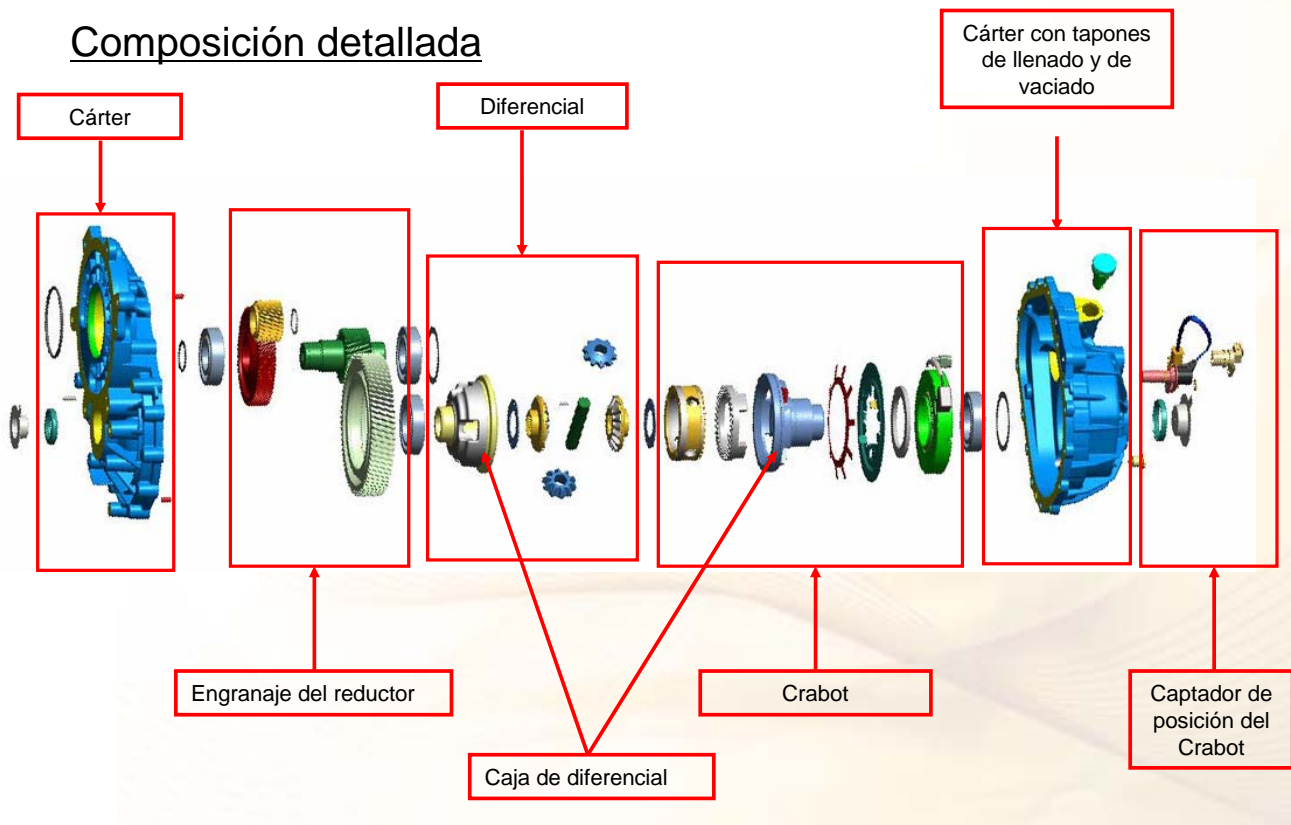 Composición detallada
Cárter con tapones
de llenado y de
vaciado
Diferencial
Cárter
Engranaje del reductor
Crabot
Captador de
posición del
Crabot
Caja de diferencial